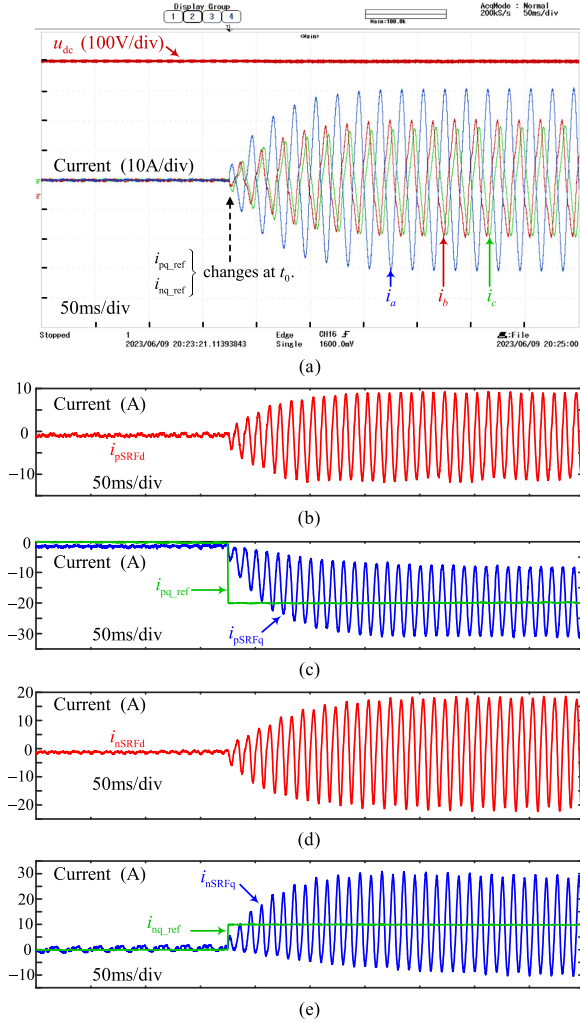 Display Group
1 2 3 4
Main:100.0k
AcqMode : Normal
200kS/s 50ms/div
<Main>
u_dc (100V/div)
Current (10A/div)
i_pq_ref
i_nq_ref
changes at t_0.
50ms/div
i_a
i_b
i_c
Stopped 1 Edge CH16 Single 1600.0mV
2023/06/09 20:23:21.11393843
:File
2023/06/09 20:25:00
(a)
10
0
−10
Current (A)
i_pSRFd
50ms/div
(b)
0
−10
−20
−30
Current (A)
i_pq_ref
i_pSRFq
50ms/div
(c)
20
10
0
−10
−20
Current (A)
i_nSRFd
50ms/div
(d)
30
20
10
0
−10
Current (A)
i_nSRFq
i_nq_ref
50ms/div
(e)